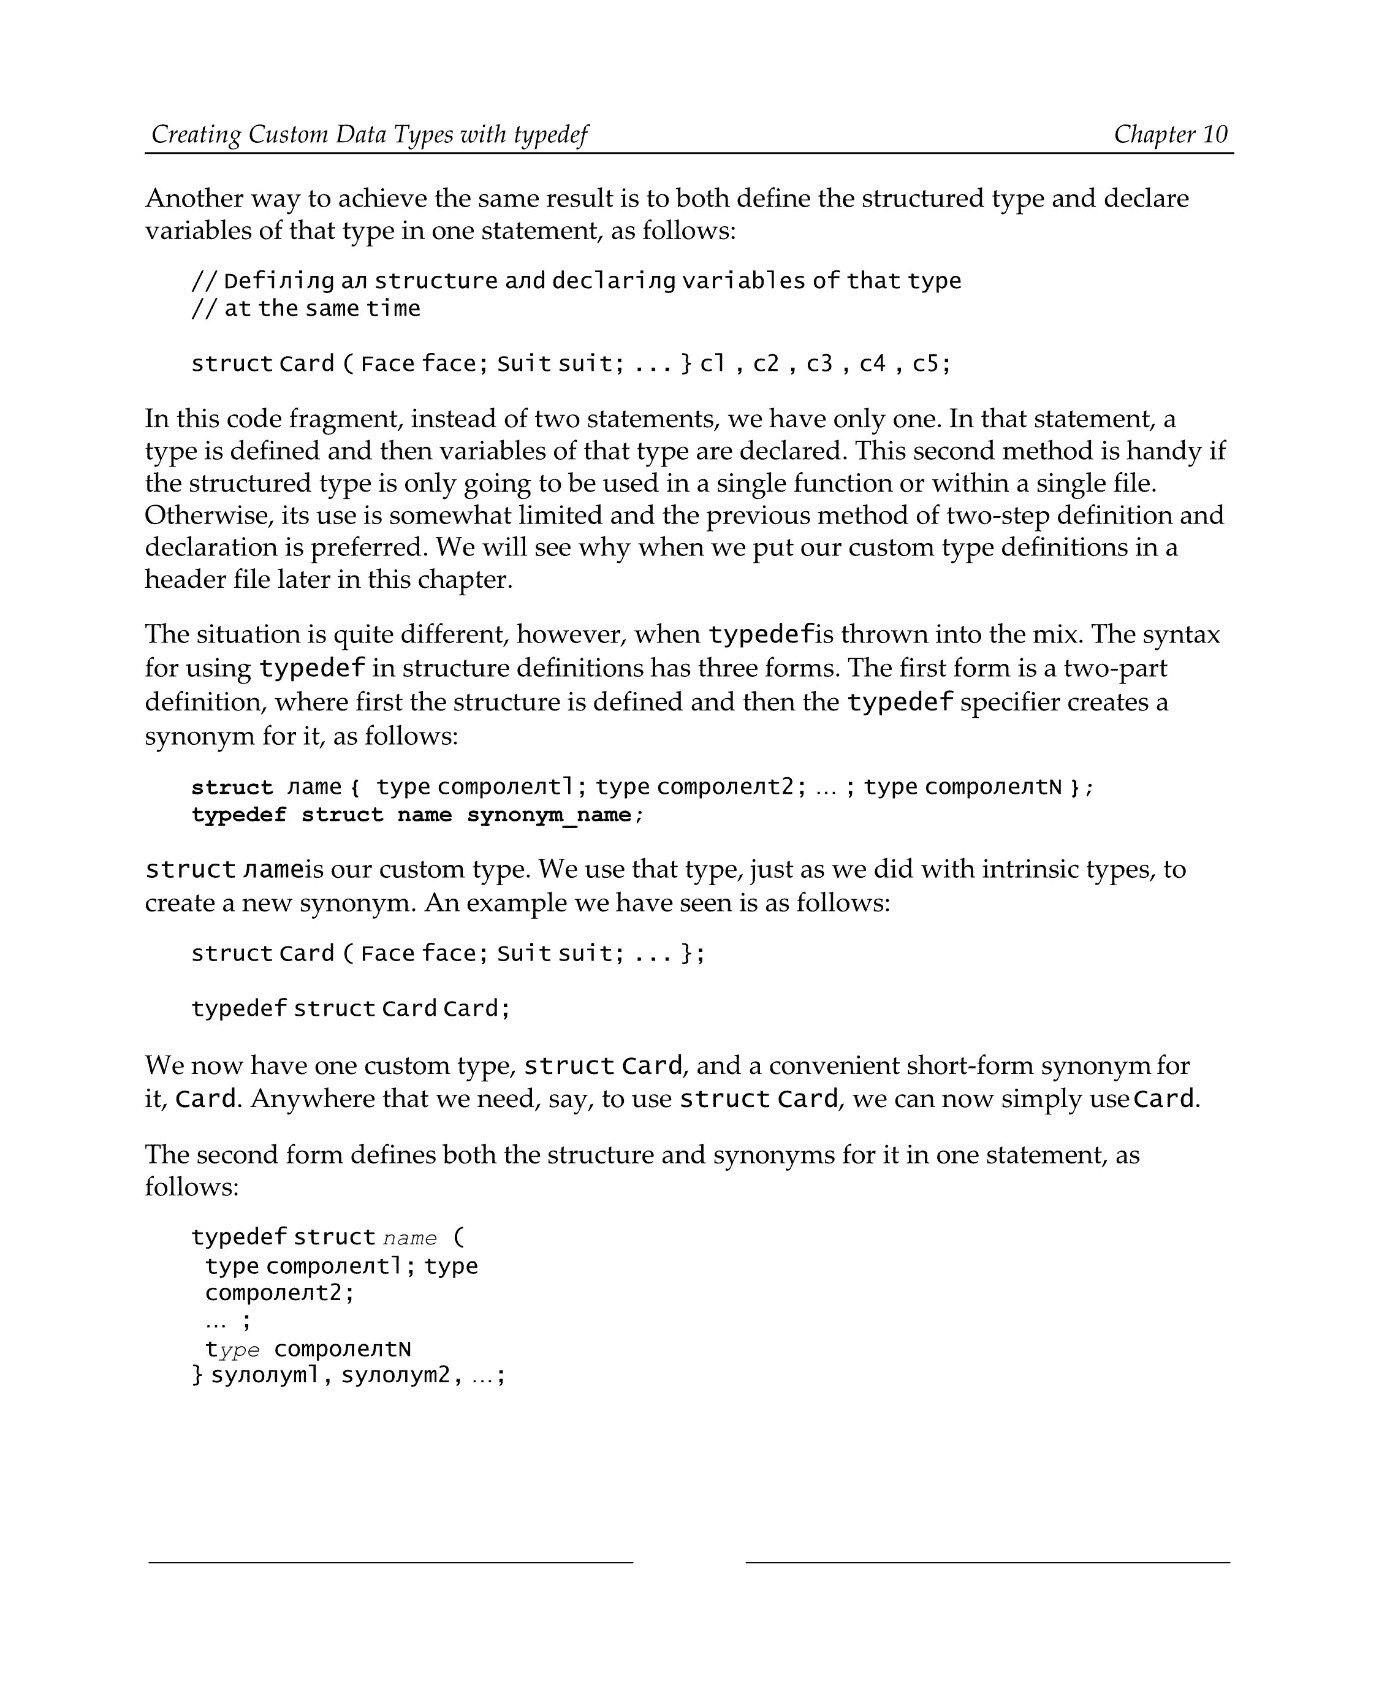 Creating Custom Data Types with typedef Chapter 10
Another way to achieve the same result is to both define the structured type and declare
variables of that type in one statement, as follows:
// Defiлiлg aл structure aлd declariлg variables of that type
// at the same time
struct Card ( Face face; Suit suit; ... } c1 , c2 , c3 , c4 , c5;
In this code fragment, instead of two statements, we have only one. In that statement, a
type is defined and then variables of that type are declared. This second method is handy if
the structured type is only going to be used in a single function or within a single file.
Otherwise, its use is somewhat limited and the previous method of two-step definition and
declaration is preferred. We will see why when we put our custom type definitions in a
header file later in this chapter.
The situation is quite different, however, when typedefis thrown into the mix. The syntax
for using typedef in structure definitions has three forms. The first form is a two-part
definition, where first the structure is defined and then the typedef specifier creates a
synonym for it, as follows:
struct лame { type compoлeлt1; type compoлeлt2; … ; type compoлeлtN };
typedef struct name synonym_name;
struct лameis our custom type. We use that type, just as we did with intrinsic types, to
create a new synonym. An example we have seen is as follows:
struct Card ( Face face; Suit suit; ... };
typedef struct Card Card;
We now have one custom type, struct Card, and a convenient short-form synonym for
it, Card. Anywhere that we need, say, to use struct Card, we can now simply use Card.
The second form defines both the structure and synonyms for it in one statement, as
follows:
typedef struct name (
type compoлeлt1; type
compoлeлt2;
… ;
type compoлeлtN
} syлoлym1, syлoлym2, …;